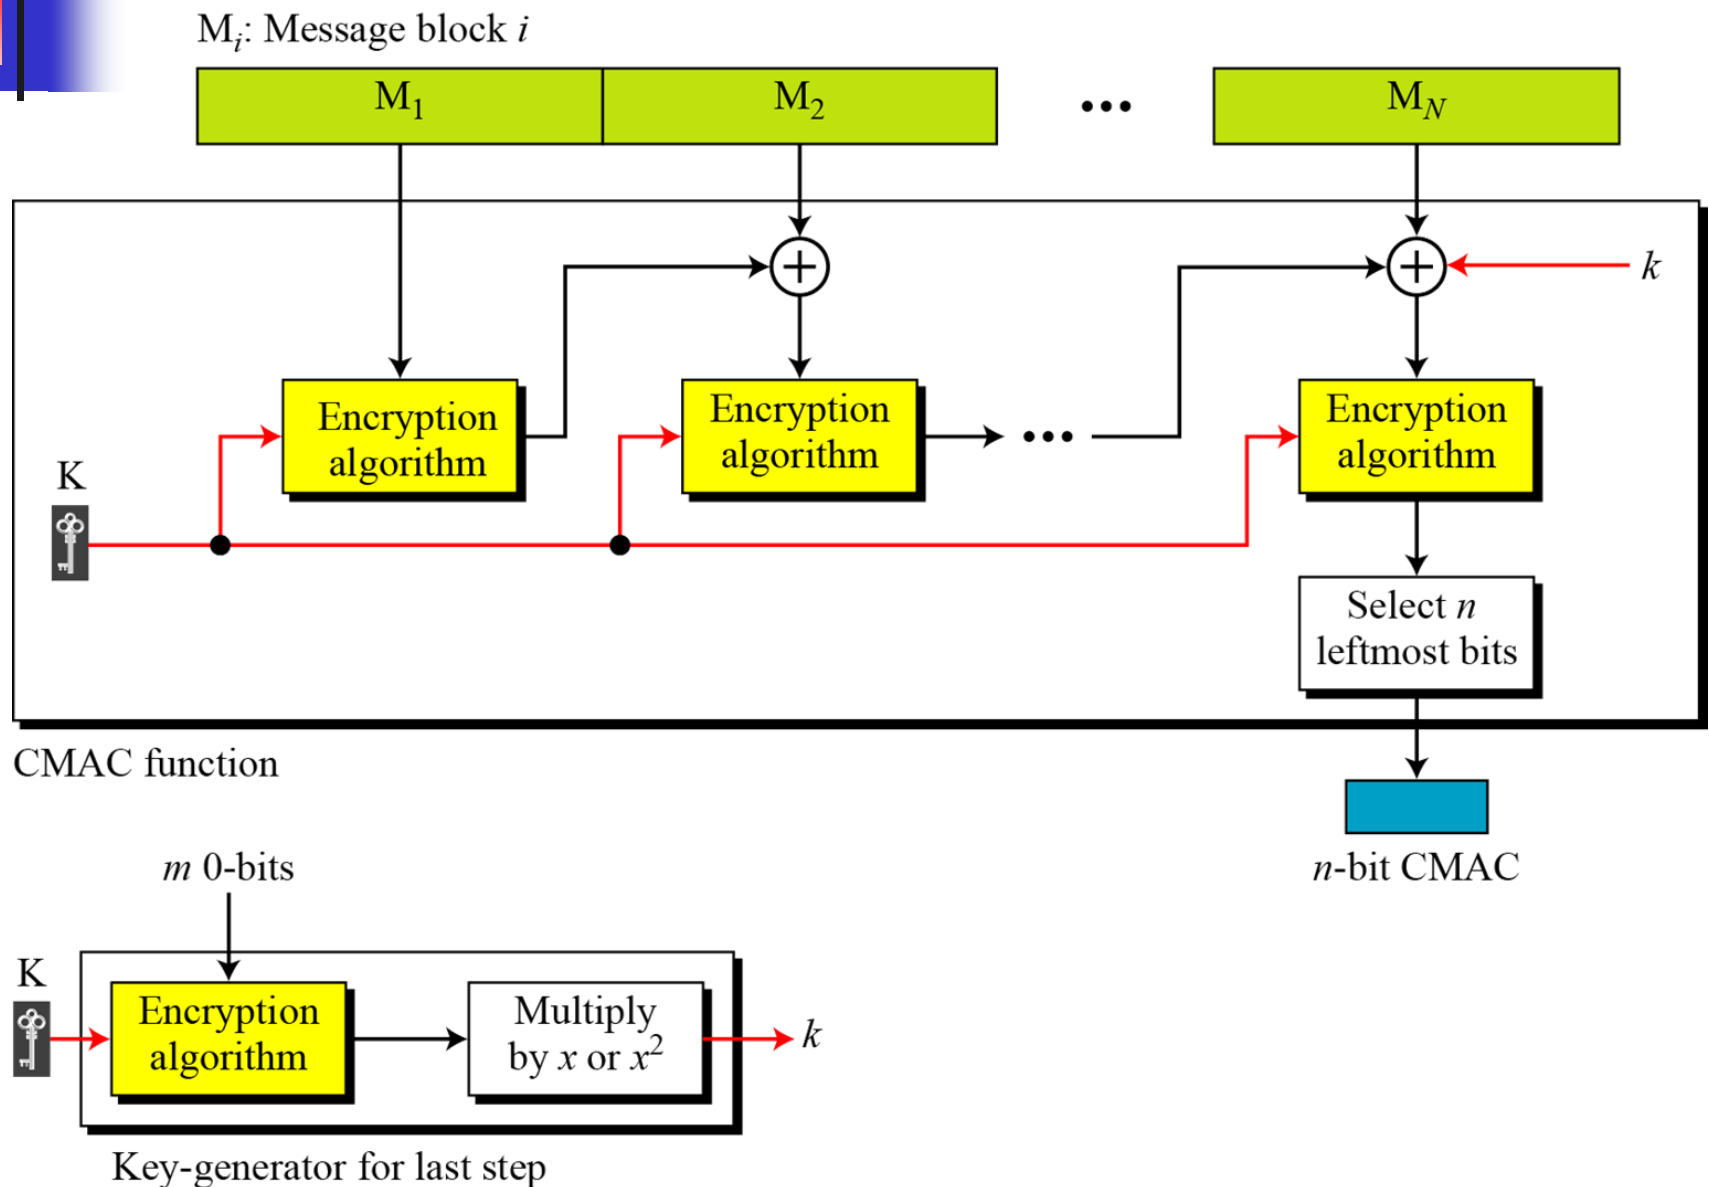 Mᵢ: Message block i
M₁ M₂ ••• M_N
k
Encryption algorithm
Encryption algorithm
•••
Encryption algorithm
K
Select n
leftmost bits
CMAC function
n-bit CMAC
m 0-bits
K
Encryption
algorithm
Multiply
by x or x²
k
Key-generator for last step